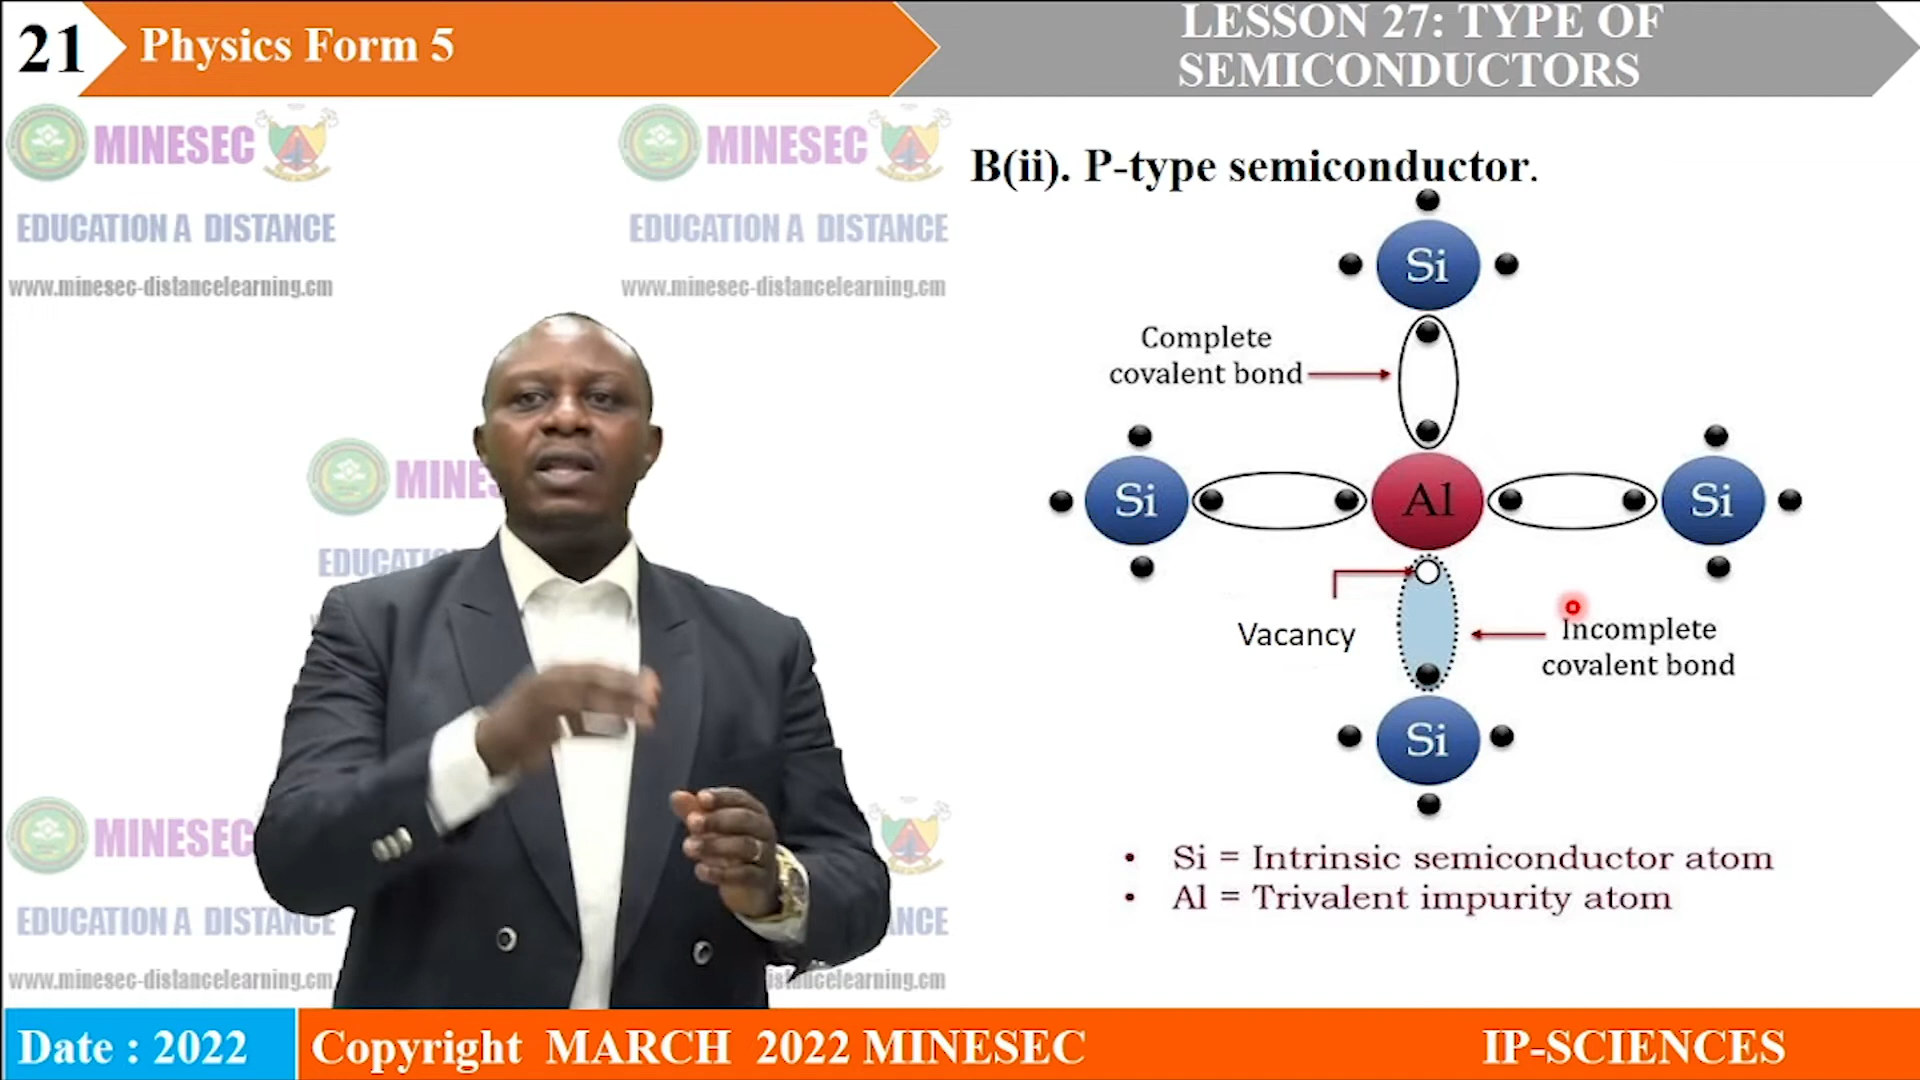 21
Physics Form 5
LESSON 27: TYPE OF
SEMICONDUCTORS
MINESEC
MINESEC
EDUCATION A DISTANCE
EDUCATION A DISTANCE
www.minesec-distancelearning.cm
www.minesec-distancelearning.cm
B(ii). P-type semiconductor.
Si
Complete
covalent bond
Si
Al
Si
Vacancy
Incomplete
covalent bond
Si
• Si = Intrinsic semiconductor atom
• Al = Trivalent impurity atom
MINESEC
EDUCATION A DISTANCE
www.minesec-distancelearning.cm
Date : 2022
Copyright MARCH 2022 MINESEC
IP-SCIENCES